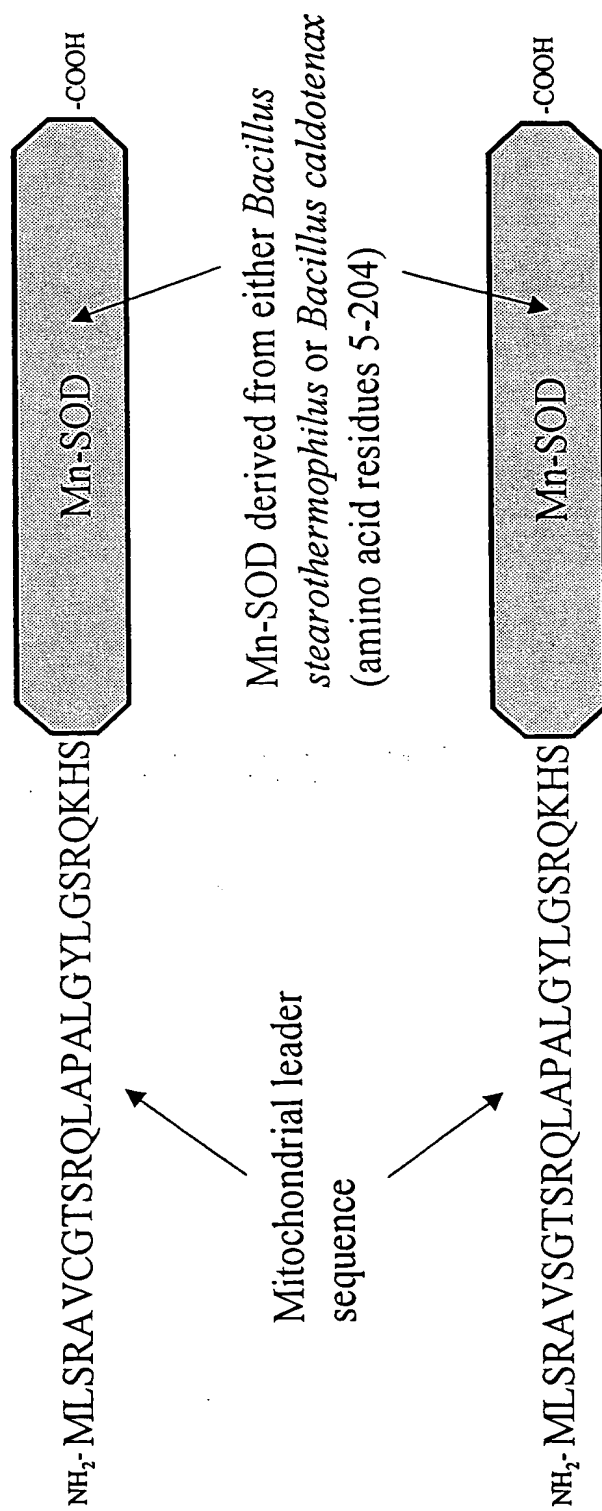 NH₂- MLSRAVCGTSRQLAPALGYLGSRQKHS
Mn-SOD
-COOH
Mitochondrial leader
sequence
Mn-SOD derived from either Bacillus
stearothermophilus or Bacillus caldotenax
(amino acid residues 5-204)
NH₂- MLSRAVSGTSRQLAPALGYLGSRQKHS
Mn-SOD
-COOH